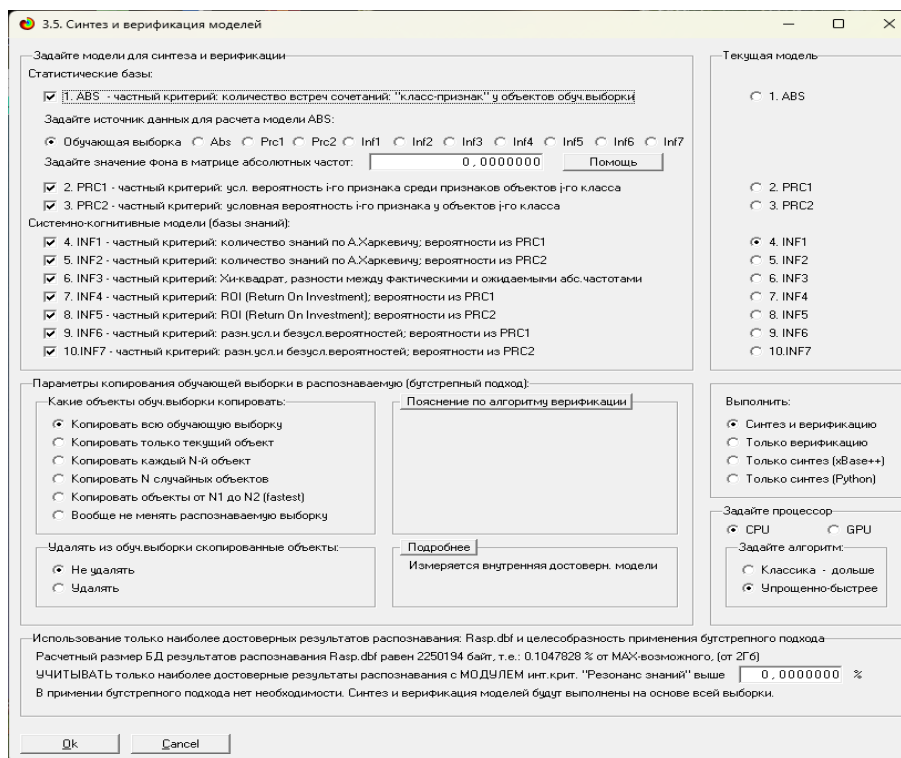 3.5. Синтез и верификация моделей
Задайте модели для синтеза и верификации
Текущая модель
Статистические базы:
1. ABS - частный критерий: количество встреч сочетаний: "класс-признак" у объектов обуч.выборки
1. ABS
Задайте источник данных для расчета модели ABS:
Обучающая выборка Abs Prc1 Prc2 Inf1 Inf2 Inf3 Inf4 Inf5 Inf6 Inf7
Задайте значение фона в матрице абсолютных частот: 0,0000000 Помощь
2. PRC1 - частный критерий: усл. вероятность i-го признака среди признаков объектов j-го класса
2. PRC1
3. PRC2 - частный критерий: условная вероятность i-го признака у объектов j-го класса
3. PRC2
Системно-когнитивные модели (базы знаний):
4. INF1 - частный критерий: количество знаний по А.Харкевичу; вероятности из PRC1
4. INF1
5. INF2 - частный критерий: количество знаний по А.Харкевичу; вероятности из PRC2
5. INF2
6. INF3 - частный критерий: Хи-квадрат, разности между фактическими и ожидаемыми абс.частотами
6. INF3
7. INF4 - частный критерий: ROI (Return On Investment); вероятности из PRC1
7. INF4
8. INF5 - частный критерий: ROI (Return On Investment); вероятности из PRC2
8. INF5
9. INF6 - частный критерий: разн.усл.и безусл.вероятностей; вероятности из PRC1
9. INF6
10.INF7 - частный критерий: разн.усл.и безусл.вероятностей; вероятности из PRC2
10.INF7
Параметры копирования обучающей выборки в распознаваемую (бутстрепный подход):
Какие объекты обуч.выборки копировать:
Копировать всю обучающую выборку
Копировать только текущий объект
Копировать каждый N-й объект
Копировать N случайных объектов
Копировать объекты от N1 до N2 (fastest)
Вообще не менять распознаваемую выборку
Пояснение по алгоритму верификации
Выполнить:
Синтез и верификацию
Только верификацию
Только синтез (xBase++)
Только синтез (Python)
Удалять из обуч.выборки скопированные объекты:
Не удалять
Удалять
Подробнее
Измеряется внутренняя достоверн. модели
Задайте процессор
CPU GPU
Задайте алгоритм:
Классика - дольше
Упрощенно-быстрее
Использование только наиболее достоверных результатов распознавания: Rasp.dbf и целесообразность применения бутстрепного подхода
Расчетный размер БД результатов распознавания Rasp.dbf равен 2250194 байт, т.е.: 0.1047828 % от MAX-возможного, (от 2Гб)
УЧИТЫВАТЬ только наиболее достоверные результаты распознавания с МОДУЛЕМ инт.крит. "Резонанс знаний" выше 0,0000000 %
В примении бутстрепного подхода нет необходимости. Синтез и верификация моделей будут выполнены на основе всей выборки.
Ok Cancel